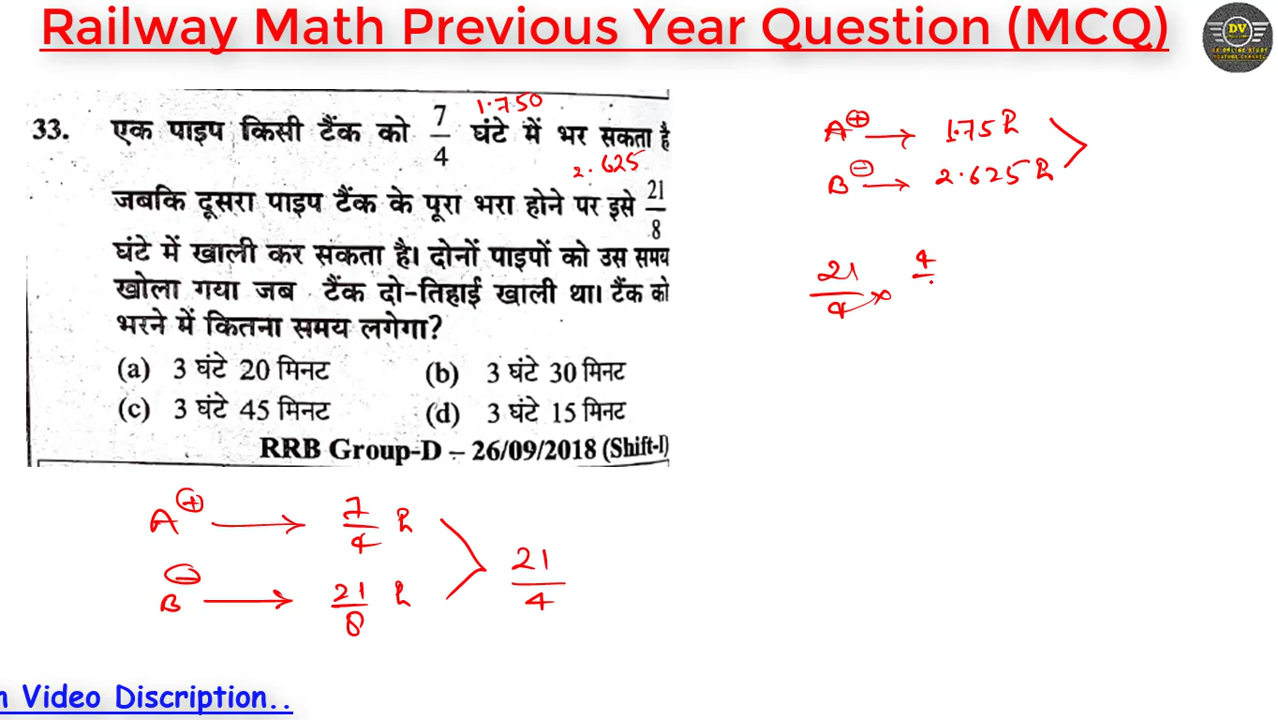 Railway Math Previous Year Question (MCQ)
DV
33. एक पाइप किसी टैंक को 7/4 घंटे में भर सकता है
1.750
2.625
जबकि दूसरा पाइप टैंक के पूरा भरा होने पर इसे 21/8
घंटे में खाली कर सकता है। दोनों पाइपों को उस समय
खोला गया जब टैंक दो-तिहाई खाली था। टैंक को
भरने में कितना समय लगेगा?
(a) 3 घंटे 20 मिनट (b) 3 घंटे 30 मिनट
(c) 3 घंटे 45 मिनट (d) 3 घंटे 15 मिनट
RRB Group-D – 26/09/2018 (Shift-I)
A⊕ → 1.75 h
B⊖ → 2.625 h
21/4 × 4/
A⊕ → 7/4 h
B⊖ → 21/8 h
21/4
n Video Discription..